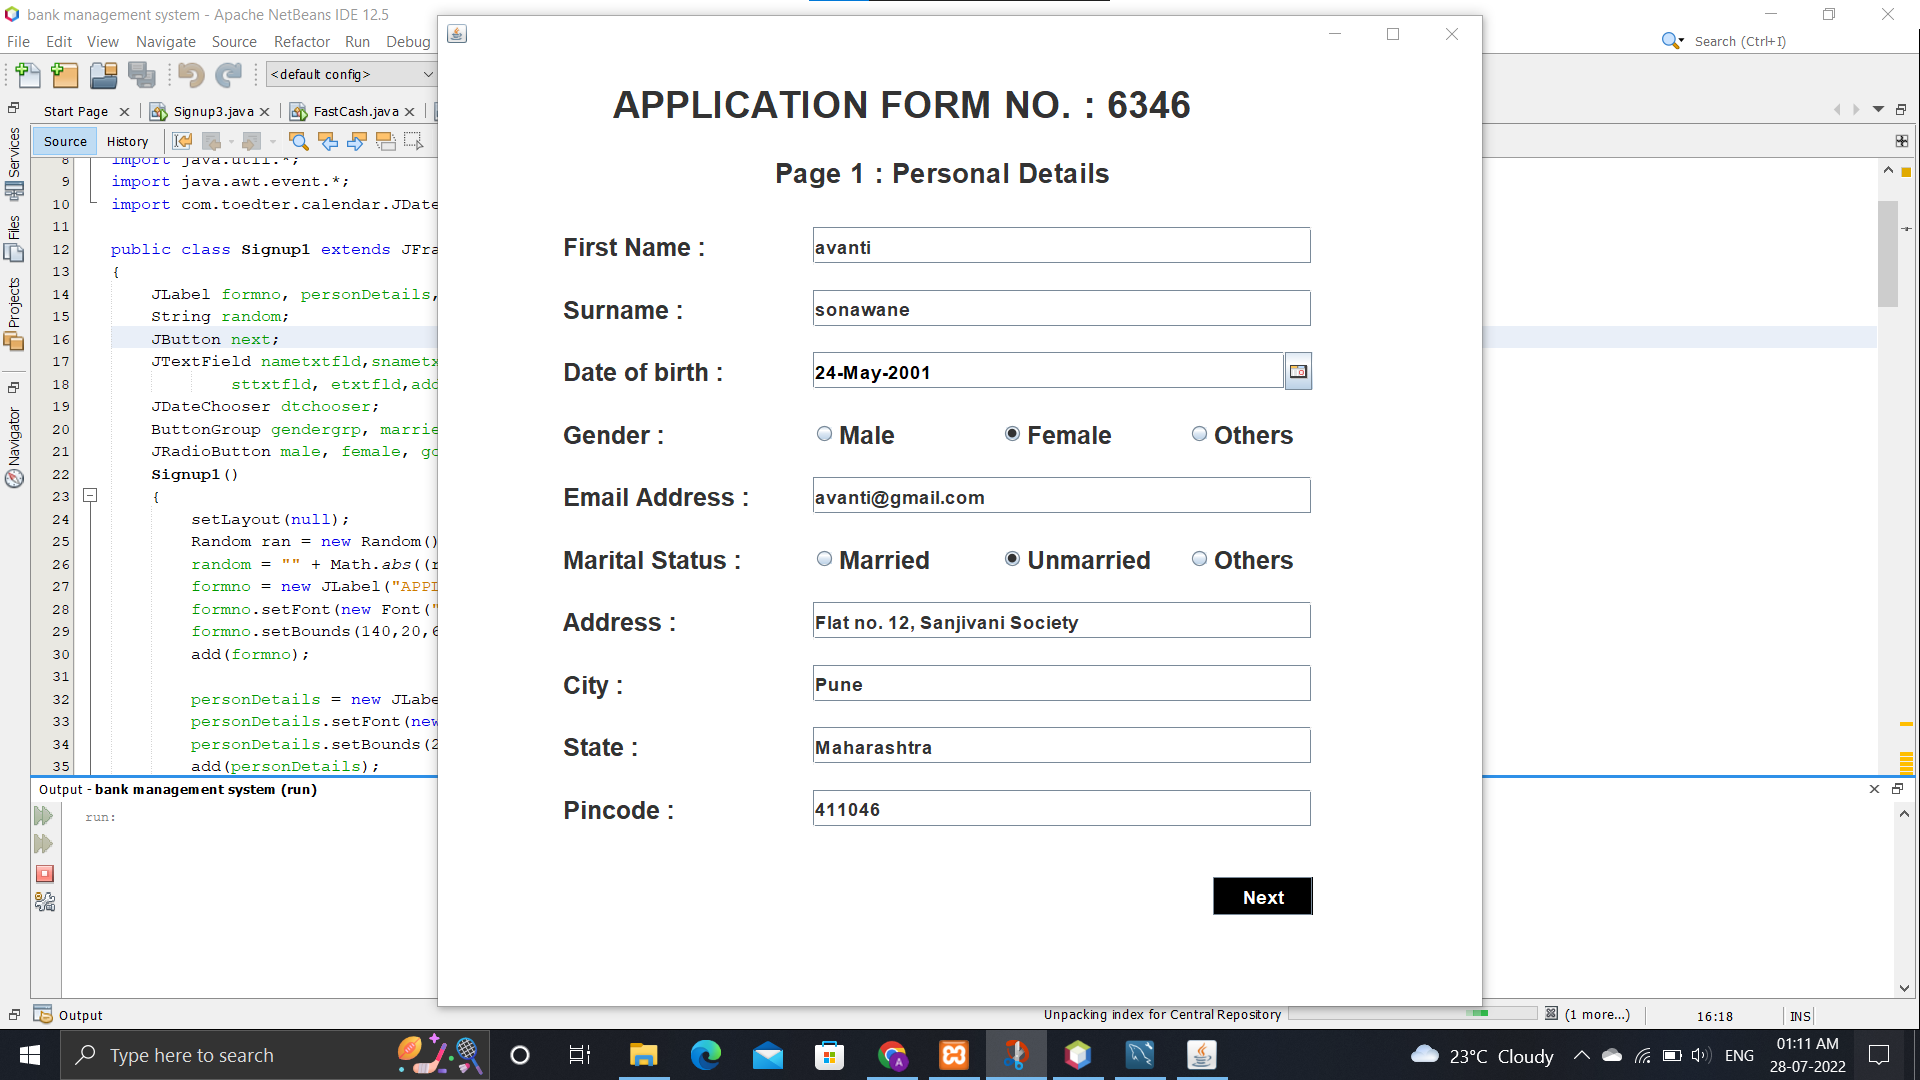 bank management system - Apache NetBeans IDE 12.5
File Edit View Navigate Source Refactor Run Debug
Search (Ctrl+I)
<default config>
Start Page Signup3.java FastCash.java
Source History
Services
Files
Projects
Navigator
8 import java.util.*;
9 import java.awt.event.*;
10 import com.toedter.calendar.JDate
11
12 public class Signup1 extends JFra
13 {
14 JLabel formno, personDetails,
15 String random;
16 JButton next;
17 JTextField nametxtfld,snametx
18 sttxtfld, etxtfld,add
19 JDateChooser dtchooser;
20 ButtonGroup gendergrp, marrie
21 JRadioButton male, female, go
22 Signup1()
23 {
24 setLayout(null);
25 Random ran = new Random()
26 random = "" + Math.abs((r
27 formno = new JLabel("APPL
28 formno.setFont(new Font("
29 formno.setBounds(140,20,6
30 add(formno);
31
32 personDetails = new JLabe
33 personDetails.setFont(new
34 personDetails.setBounds(2
35 add(personDetails);
APPLICATION FORM NO. : 6346
Page 1 : Personal Details
First Name : avanti
Surname : sonawane
Date of birth : 24-May-2001
Gender : Male Female Others
Email Address : avanti@gmail.com
Marital Status : Married Unmarried Others
Address : Flat no. 12, Sanjivani Society
City : Pune
State : Maharashtra
Pincode : 411046
Next
Output - bank management system (run)
run:
Output
Unpacking index for Central Repository (1 more...) 16:18 INS
Type here to search
23°C Cloudy
ENG
01:11 AM
28-07-2022